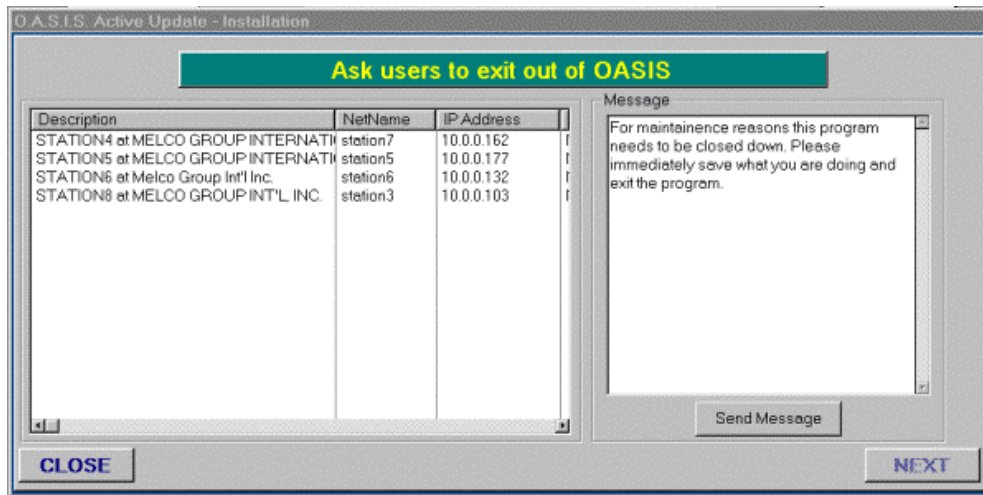 O.A.S.I.S. Active Update - Installation
Ask users to exit out of OASIS
Description NetName IP Address
STATION4 at MELCO GROUP INTERNATI station7 10.0.0.162
STATION5 at MELCO GROUP INTERNATI station5 10.0.0.177
STATION6 at Melco Group Int'l Inc. station6 10.0.0.132
STATION8 at MELCO GROUP INT'L, INC. station3 10.0.0.103
Message
For maintainence reasons this program
needs to be closed down. Please
immediately save what you are doing and
exit the program.
Send Message
CLOSE NEXT